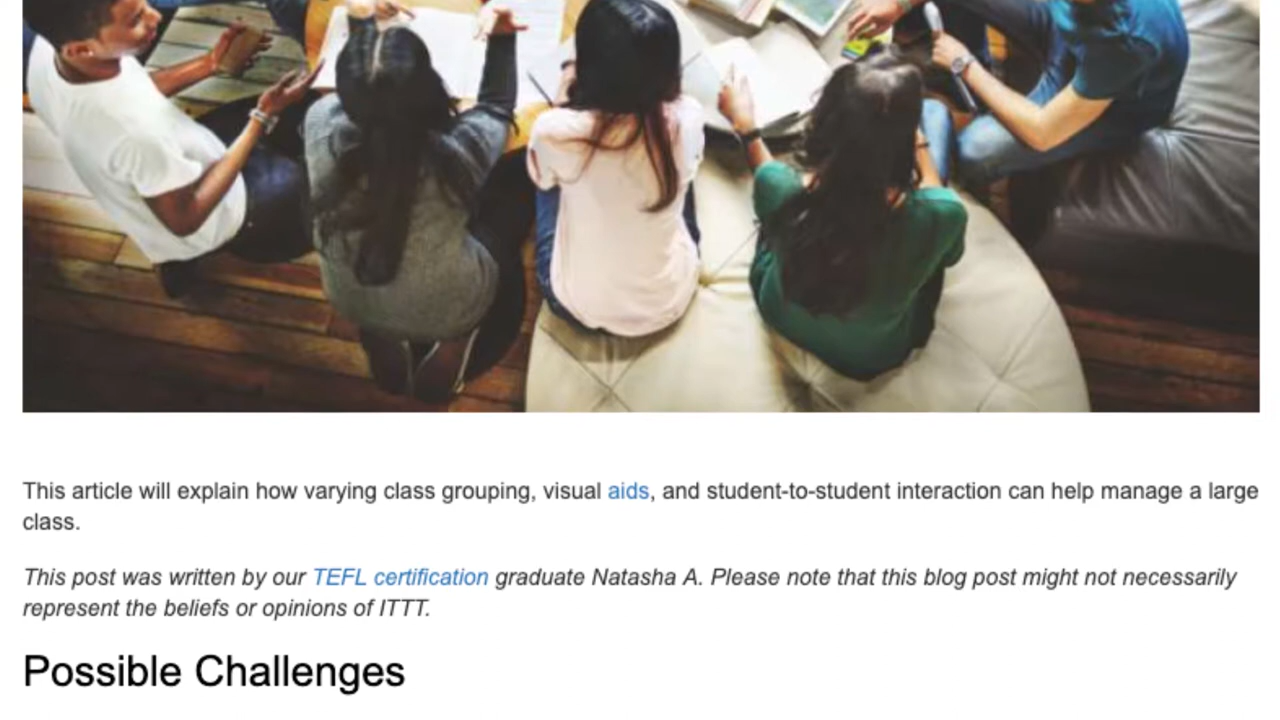 This article will explain how varying class grouping, visual aids, and student-to-student interaction can help manage a large
class.
This post was written by our TEFL certification graduate Natasha A. Please note that this blog post might not necessarily
represent the beliefs or opinions of ITTT.
Possible Challenges